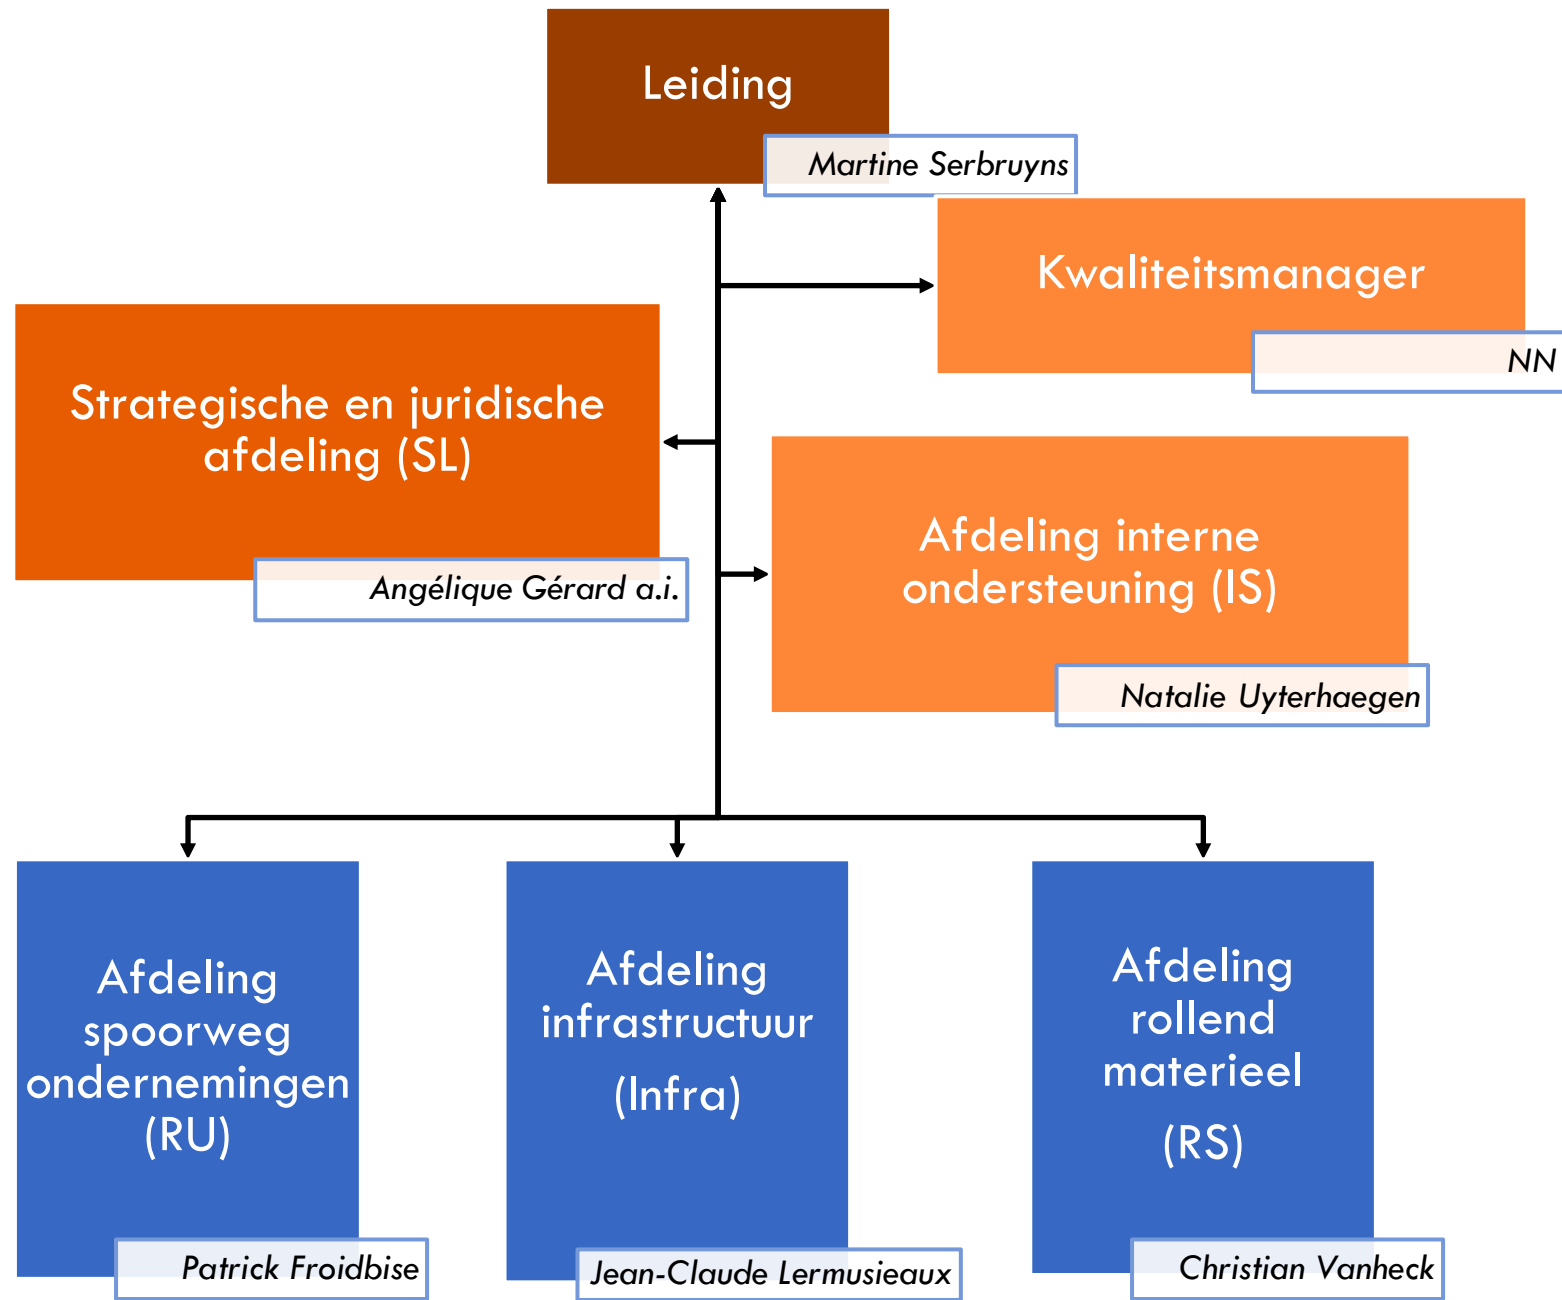 Leiding
Martine Serbruyns
Kwaliteitsmanager
NN
Strategische en juridische
afdeling (SL)
Angélique Gérard a.i.
Afdeling interne
ondersteuning (IS)
Natalie Uyterhaegen
Afdeling
spoorweg
ondernemingen
(RU)
Patrick Froidbise
Afdeling
infrastructuur
(Infra)
Jean-Claude Lermusieaux
Afdeling
rollend
materieel
(RS)
Christian Vanheck